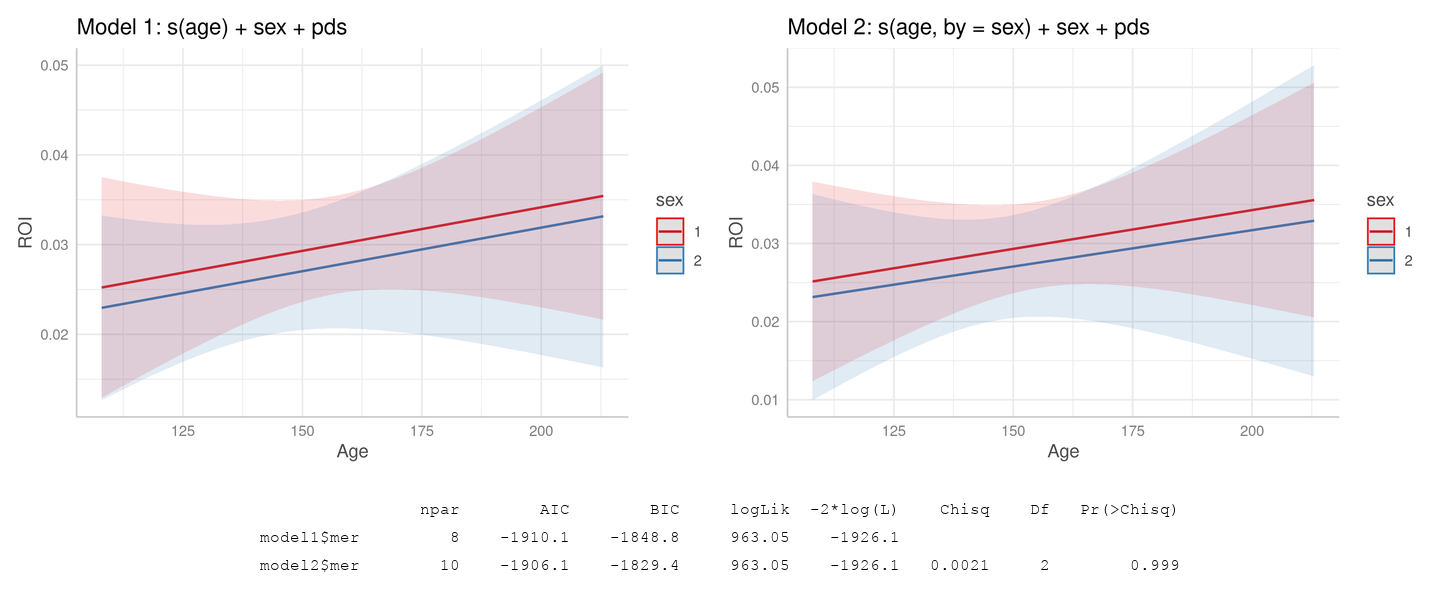 Model 1: s(age) + sex + pds
0.05
0.04
0.03
0.02
ROI
125 150 175 200
Age
sex
1
2
Model 2: s(age, by = sex) + sex + pds
0.05
0.04
0.03
0.02
0.01
ROI
125 150 175 200
Age
sex
1
2
npar AIC BIC logLik -2*log(L) Chisq Df Pr(>Chisq)
model1$mer 8 -1910.1 -1848.8 963.05 -1926.1
model2$mer 10 -1906.1 -1829.4 963.05 -1926.1 0.0021 2 0.999